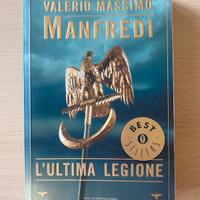 VALERIO MASSIMO
MANFREDI
BEST
SELLERS
L'ULTIMA LEGIONE